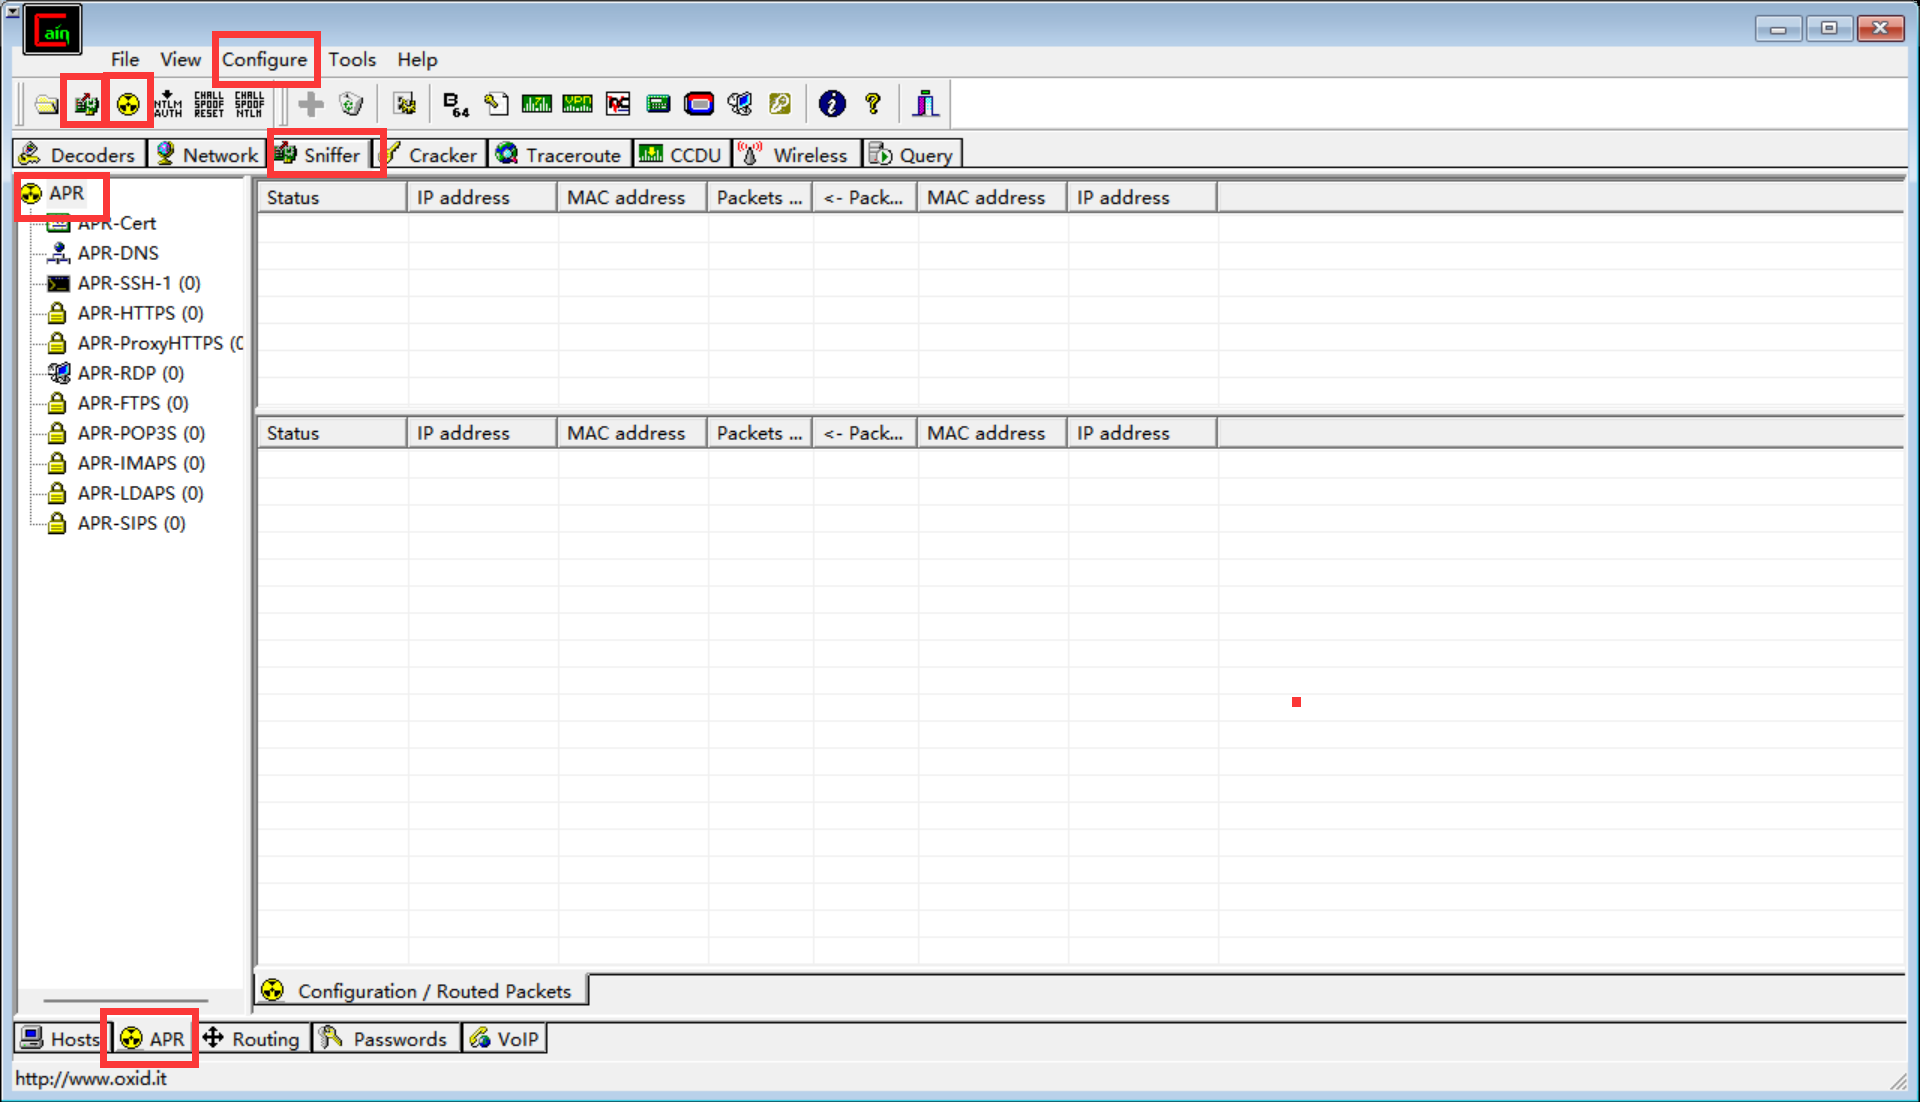 Cain
File View Configure Tools Help
NTLM AUTH CHALL SPOOF RESET CHALL SPOOF NTLM B64
Decoders Network Sniffer Cracker Traceroute CCDU Wireless Query
APR
APR-Cert
APR-DNS
APR-SSH-1 (0)
APR-HTTPS (0)
APR-ProxyHTTPS (0
APR-RDP (0)
APR-FTPS (0)
APR-POP3S (0)
APR-IMAPS (0)
APR-LDAPS (0)
APR-SIPS (0)
Status IP address MAC address Packets ... <- Pack... MAC address IP address
Status IP address MAC address Packets ... <- Pack... MAC address IP address
Configuration / Routed Packets
Hosts APR Routing Passwords VoIP
http://www.oxid.it